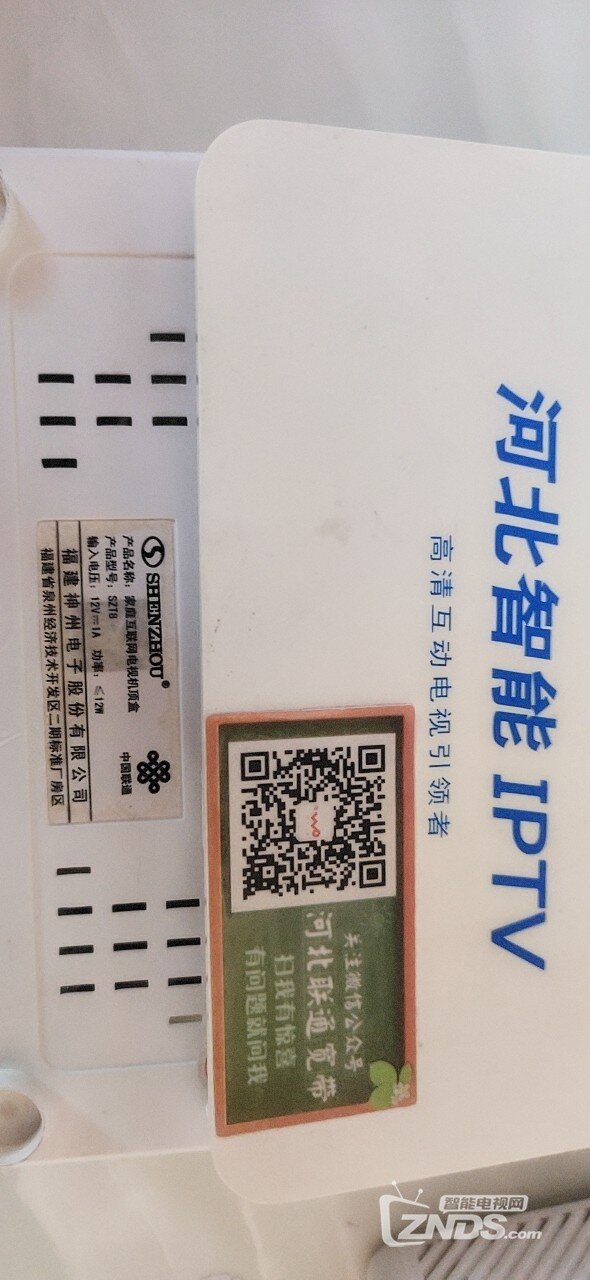 河北智能 IPTV
高清互动电视引领者
SHENZHOU®
中国联通
产品名称：家庭互联网电视机顶盒
产品型号：SZT8
输入电压：12V⎓1A 功率：≤12W
福建神州电子股份有限公司
福建省泉州经济技术开发区二期标准厂房区
关注微信公众号
河北联通宽带
扫我有惊喜
有问题就问我
智能电视网
ZNDS.com